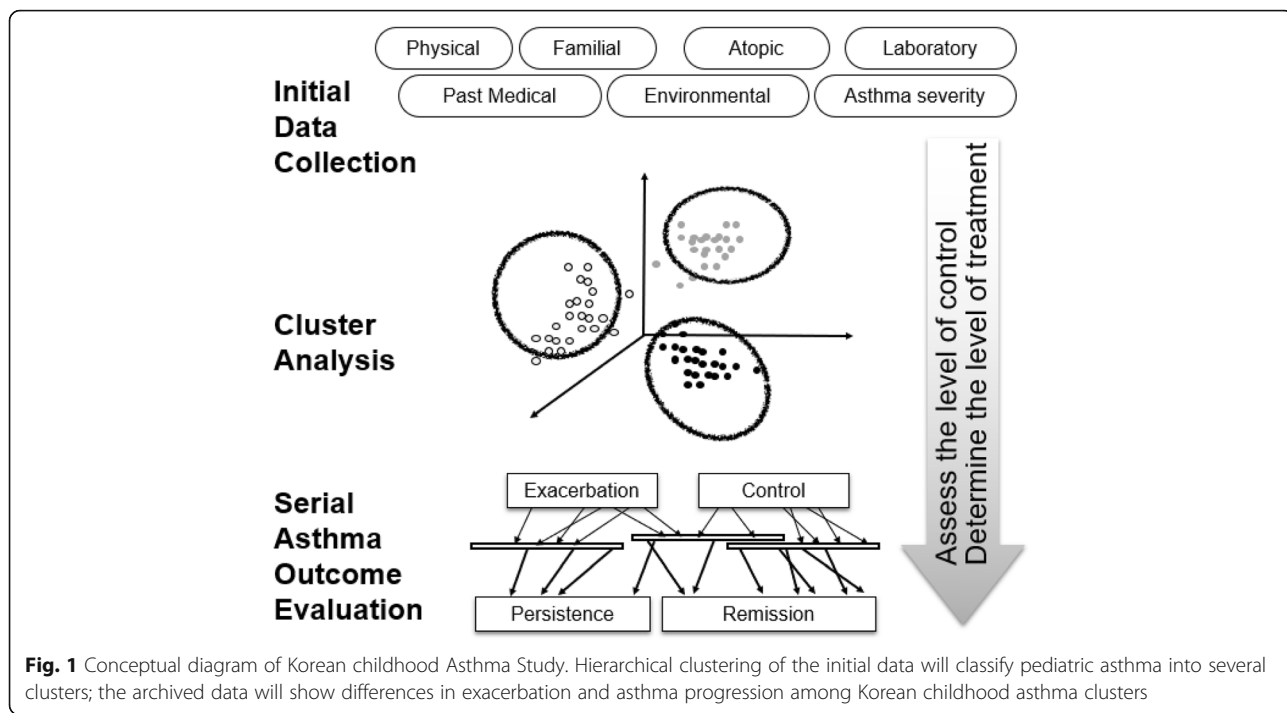 Physical Familial Atopic Laboratory
Past Medical Environmental Asthma severity
Initial
Data
Collection
Cluster
Analysis
Assess the level of control
Determine the level of treatment
Serial
Asthma
Outcome
Evaluation
Exacerbation Control
Persistence Remission
Fig. 1 Conceptual diagram of Korean childhood Asthma Study. Hierarchical clustering of the initial data will classify pediatric asthma into several
clusters; the archived data will show differences in exacerbation and asthma progression among Korean childhood asthma clusters